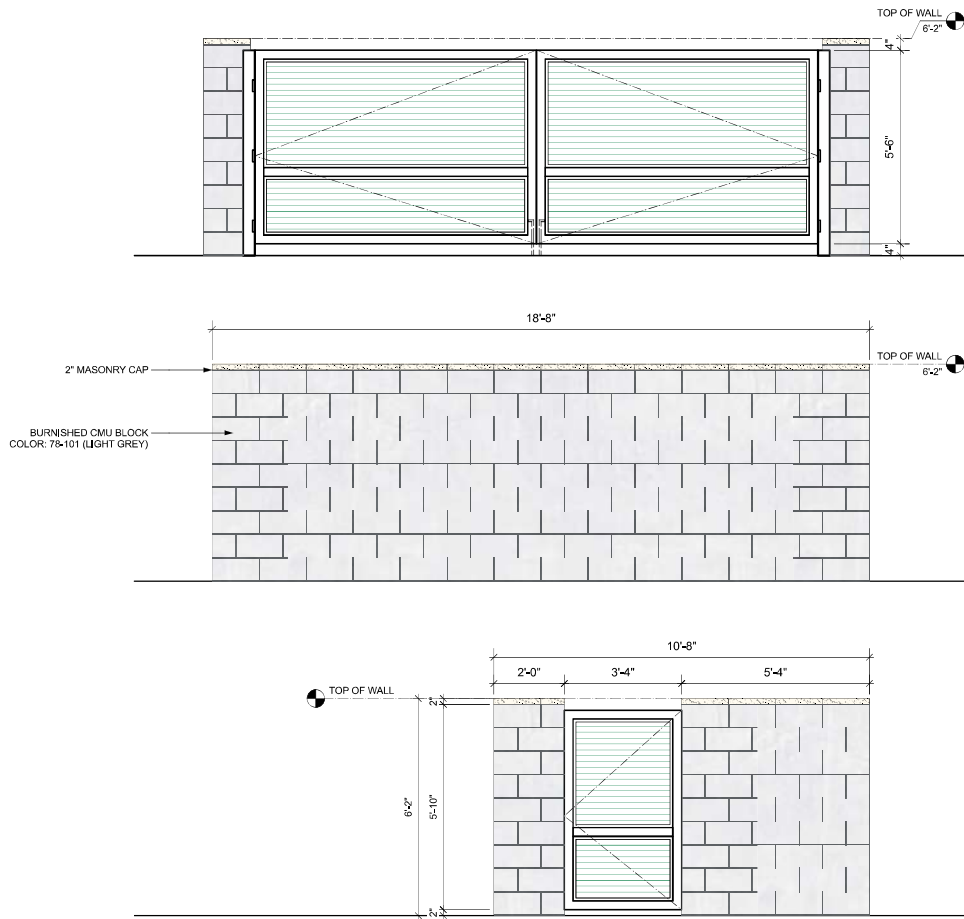 TOP OF WALL
6'-2"
4"
5'-6"
4"
18'-8"
TOP OF WALL
6'-2"
2" MASONRY CAP
BURNISHED CMU BLOCK
COLOR: 78-101 (LIGHT GREY)
10'-8"
2'-0"
3'-4"
5'-4"
TOP OF WALL
2"
6'-2"
5'-10"
2"